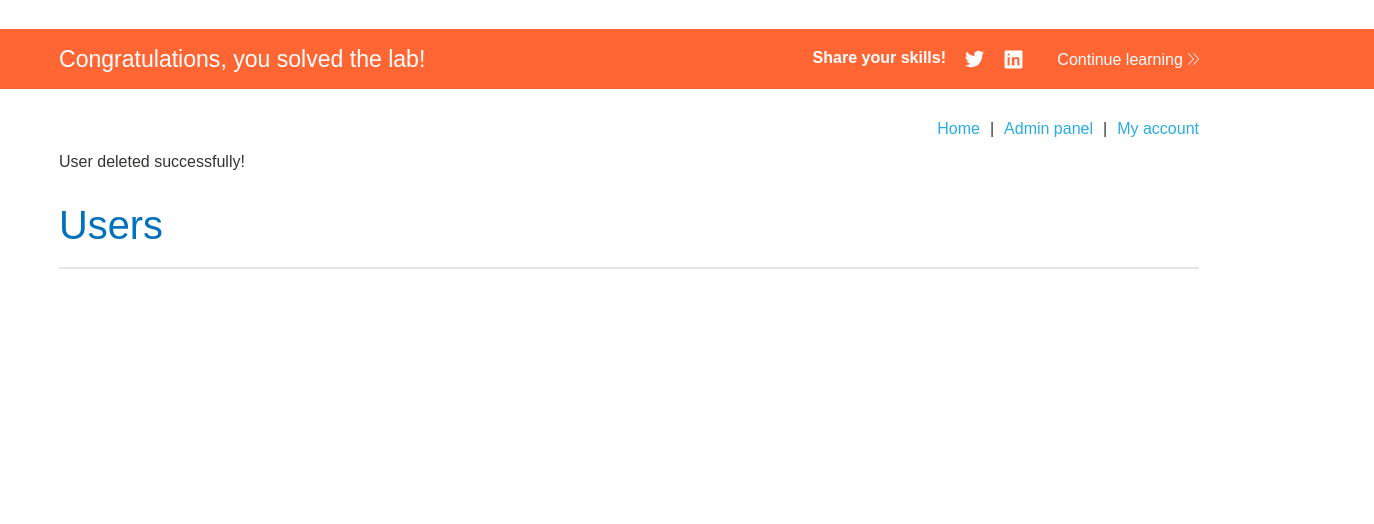 Congratulations, you solved the lab!
Share your skills!
Continue learning
Home | Admin panel | My account
User deleted successfully!
Users